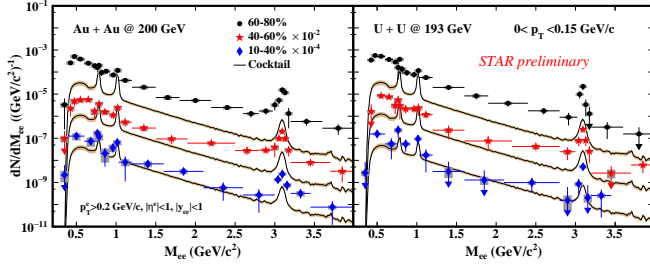 Au + Au @ 200 GeV
60-80%
40-60% ×10⁻²
10-40% ×10⁻⁴
Cocktail
U + U @ 193 GeV
0< p_T <0.15 GeV/c
STAR preliminary
dN/dM_ee ((GeV/c²)⁻¹)
10⁻¹
10⁻³
10⁻⁵
10⁻⁷
10⁻⁹
10⁻¹¹
p_T^e>0.2 GeV/c, |η^e|<1, |y_ee|<1
0.5 1 1.5 2 2.5 3 3.5
0.5 1 1.5 2 2.5 3 3.5
M_ee (GeV/c²)
M_ee (GeV/c²)